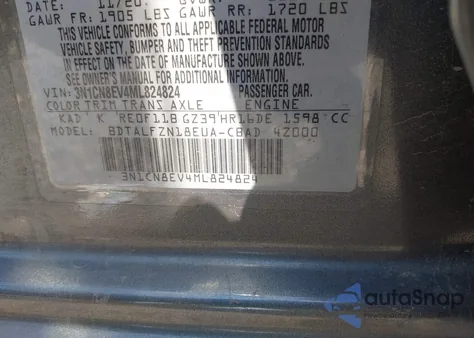 DATE: 11/20
GAWR FR: 1905 LBS GAWR RR: 1720 LBS
THIS VEHICLE CONFORMS TO ALL APPLICABLE FEDERAL MOTOR
VEHICLE SAFETY, BUMPER AND THEFT PREVENTION STANDARDS
IN EFFECT ON THE DATE OF MANUFACTURE SHOWN ABOVE. SEE
OWNER'S MANUAL FOR ADDITIONAL INFORMATION.
VIN: 3N1CN8EV4ML824824 PASSENGER CAR.
COLOR TRIM TRANS AXLE ENGINE
KAD K RE0F11B GZ39 HR16DE 1598 CC
MODEL: BDTALFZN18EUA-CBAD 4Z000
3N1CN8EV4ML824824
autoSnap